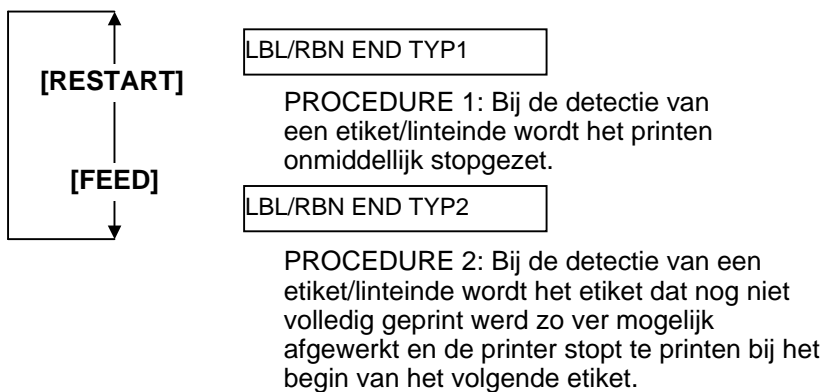 LBL/RBN END TYP1
[RESTART]
PROCEDURE 1: Bij de detectie van
een etiket/linteinde wordt het printen
onmiddellijk stopgezet.
[FEED]
LBL/RBN END TYP2
PROCEDURE 2: Bij de detectie van een
etiket/linteinde wordt het etiket dat nog niet
volledig geprint werd zo ver mogelijk
afgewerkt en de printer stopt te printen bij het
begin van het volgende etiket.